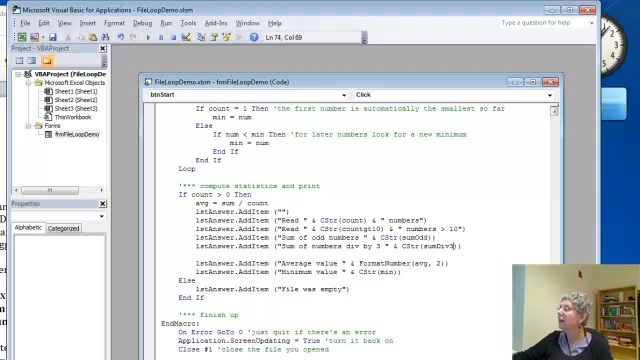 Microsoft Visual Basic for Applications - FileLoopDemo.xlsm
File Edit View Insert Format Debug Run Tools Add-Ins Window Help
Type a question for help
Ln 74, Col 69
Project - VBAProject
VBAProject (FileLoopDemo.xlsm)
Microsoft Excel Objects
Sheet1 (Sheet1)
Sheet2 (Sheet2)
Sheet3 (Sheet3)
ThisWorkbook
Forms
frmFileLoopDemo
Properties
Alphabetic Categorized
FileLoopDemo.xlsm - frmFileLoopDemo (Code)
btnStart Click
If count = 1 Then 'the first number is automatically the smallest so far
min = num
Else
If num < min Then 'for later numbers look for a new minimum
min = num
End If
End If
Loop
'*** compute statistics and print
If count > 0 Then
avg = sum / count
lstAnswer.AddItem ("")
lstAnswer.AddItem ("Read " & CStr(count) & " numbers")
lstAnswer.AddItem ("Read " & CStr(countgt10) & " numbers > 10")
lstAnswer.AddItem ("Sum of odd numbers " & CStr(sumOdd))
lstAnswer.AddItem ("Sum of numbers div by 3 " & CStr(sumDiv3))
lstAnswer.AddItem ("Average value " & FormatNumber(avg, 2))
lstAnswer.AddItem ("Minimum value " & CStr(min))
Else
lstAnswer.AddItem ("File was empty")
End If
'*** finish up
EndMacro:
On Error GoTo 0 'just quit if there's an error
Application.ScreenUpdating = True 'turn it back on
Close #1 'close the file you opened